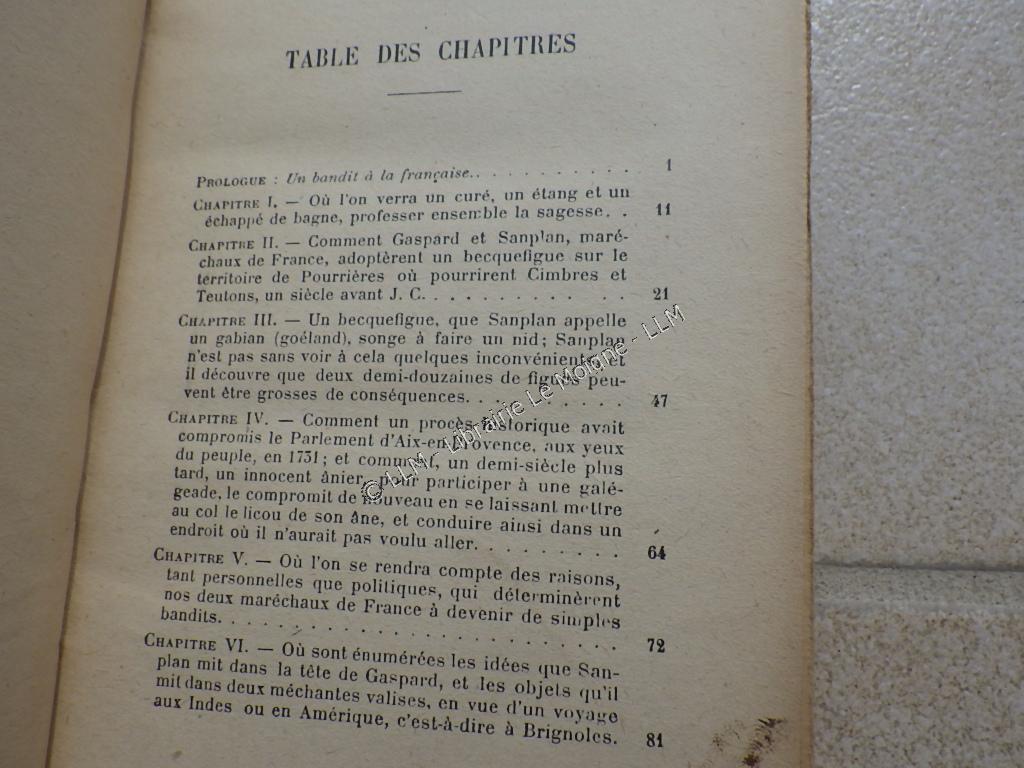 TABLE DES CHAPITRES
PROLOGUE : Un bandit à la française. . . . . . . . . . . 1
CHAPITRE I. — Où l'on verra un curé, un étang et un
échappé de bagne, professer ensemble la sagesse. . 11
CHAPITRE II. — Comment Gaspard et Sanplan, maré-
chaux de France, adoptèrent un becquefigue sur le
territoire de Pourrières où pourrirent Cimbres et
Teutons, un siècle avant J. C. . . . . . . . . . . . 21
CHAPITRE III. — Un becquefigue, que Sanplan appelle
un gabian (goéland), songe à faire un nid; Sanplan
n'est pas sans voir à cela quelques inconvénients, et
il découvre que deux demi-douzaines de figues peu-
vent être grosses de conséquences. . . . . . . . . . 47
CHAPITRE IV. — Comment un procès historique avait
compromis le Parlement d'Aix-en-Provence, aux yeux
du peuple, en 1731; et comment, un demi-siècle plus
tard, un innocent ânier, pour participer à une galé-
geade, le compromit de nouveau en se laissant mettre
au col le licou de son âne, et conduire ainsi dans un
endroit où il n'aurait pas voulu aller. . . . . . . . . 64
CHAPITRE V. — Où l'on se rendra compte des raisons,
tant personnelles que politiques, qui déterminèrent
nos deux maréchaux de France à devenir de simples
bandits. . . . . . . . . . . . . . . . . . . . . . . 72
CHAPITRE VI. — Où sont énumérées les idées que San-
plan mit dans la tête de Gaspard, et les objets qu'il
mit dans deux méchantes valises, en vue d'un voyage
aux Indes ou en Amérique, c'est-à-dire à Brignoles. 81
© LLM - Librairie Le Moine - LLM